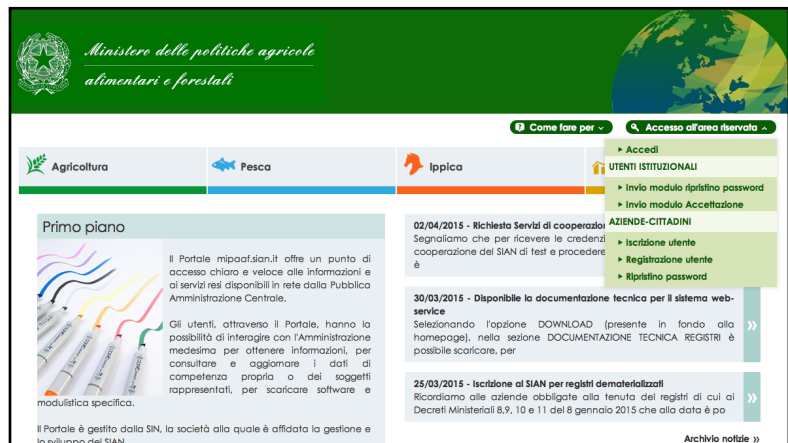 Ministero delle politiche agricole
alimentari e forestali
Come fare per
Accesso all'area riservata
Accedi
UTENTI ISTITUZIONALI
Invio modulo ripristino password
Invio modulo Accettazione
AZIENDE-CITTADINI
Iscrizione utente
Registrazione utente
Ripristino password
Agricoltura
Pesca
Ippica
Primo piano
Il Portale mipaaf.sian.it offre un punto di
accesso chiaro e veloce alle informazioni e
ai servizi resi disponibili in rete dalla Pubblica
Amministrazione Centrale.
Gli utenti, attraverso il Portale, hanno la
possibilità di interagire con l'Amministrazione
medesima per ottenere informazioni, per
consultare e aggiornare i dati di
competenza propria o dei soggetti
rappresentati, per scaricare software e
modulistica specifica.
Il Portale è gestito dalla SIN, la società alla quale è affidata la gestione e
lo sviluppo del SIAN
02/04/2015 - Richiesta Servizi di cooperazion
Segnaliamo che per ricevere le credenzi
cooperazione del SIAN di test e procedere
è
30/03/2015 - Disponibile la documentazione tecnica per il sistema web-
service
Selezionando l'opzione DOWNLOAD (presente in fondo alla
homepage), nella sezione DOCUMENTAZIONE TECNICA REGISTRI è
possibile scaricare, per
»
25/03/2015 - Iscrizione al SIAN per registri dematerializzati
Ricordiamo alle aziende obbligate alla tenuta del registri di cui ai
Decreti Ministeriali 8,9, 10 e 11 del 8 gennaio 2015 che alla data è po
»
Archivio notizie »